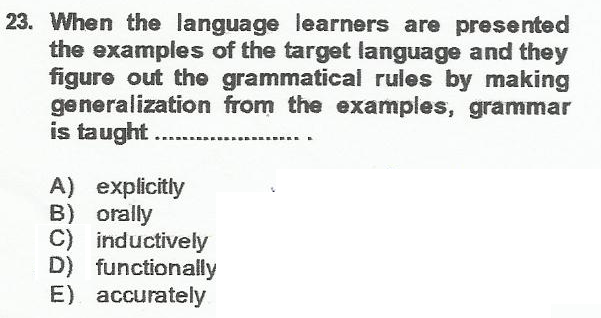 23. When the language learners are presented
the examples of the target language and they
figure out the grammatical rules by making
generalization from the examples, grammar
is taught ...................... .
A) explicitly
B) orally
C) inductively
D) functionally
E) accurately